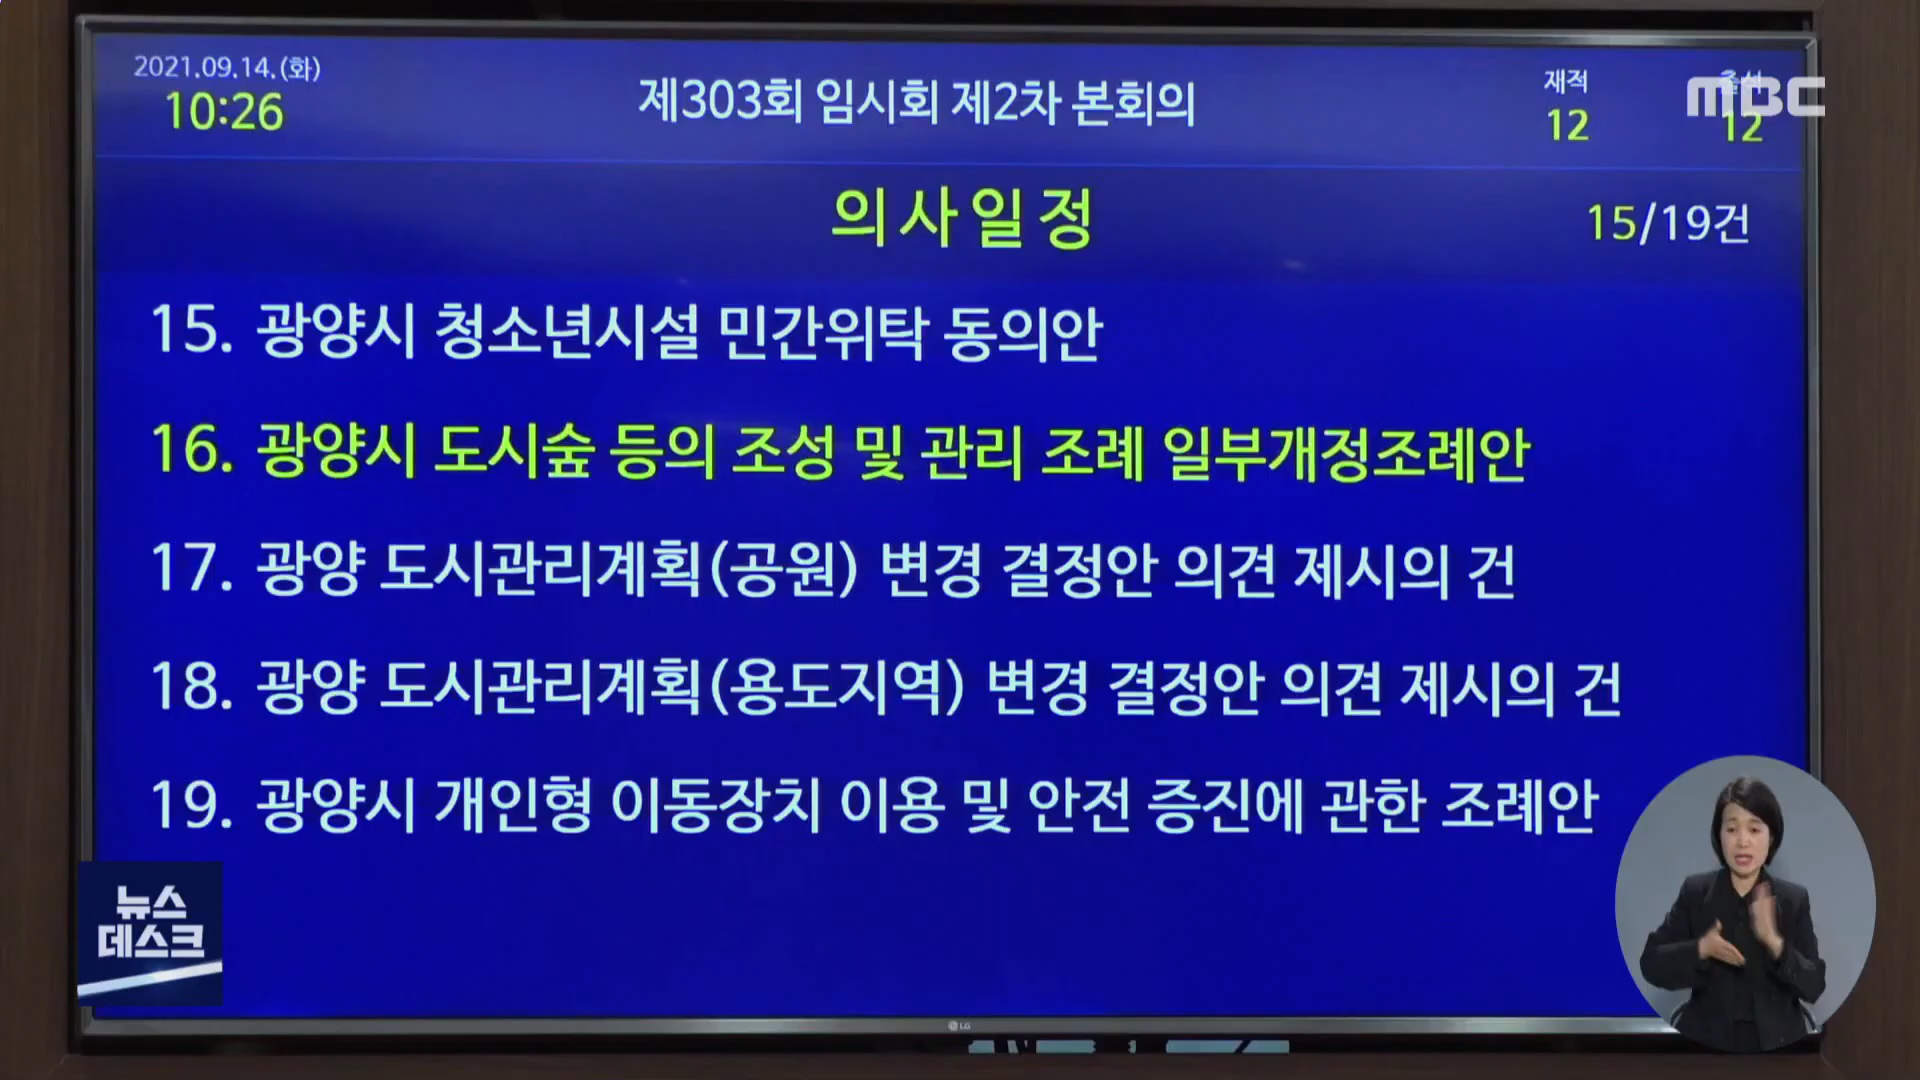 2021.09.14.(화)
10:26
제303회 임시회 제2차 본회의
재적
12
12
MBC
의사일정
15/19건
15. 광양시 청소년시설 민간위탁 동의안
16. 광양시 도시숲 등의 조성 및 관리 조례 일부개정조례안
17. 광양 도시관리계획(공원) 변경 결정안 의견 제시의 건
18. 광양 도시관리계획(용도지역) 변경 결정안 의견 제시의 건
19. 광양시 개인형 이동장치 이용 및 안전 증진에 관한 조례안
뉴스
데스크
LG